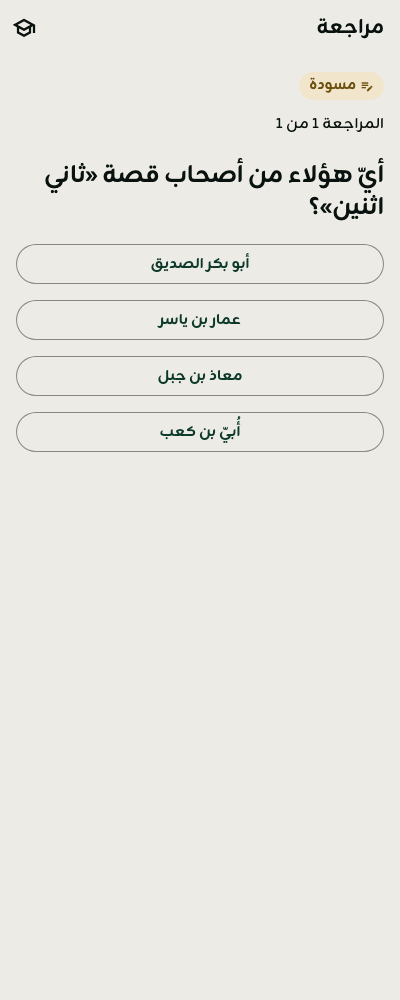 مراجعة
مسودة
المراجعة 1 من 1
أيّ هؤلاء من أصحاب قصة «ثاني
اثنين»؟
أبو بكر الصديق
عمار بن ياسر
معاذ بن جبل
أُبيّ بن كعب